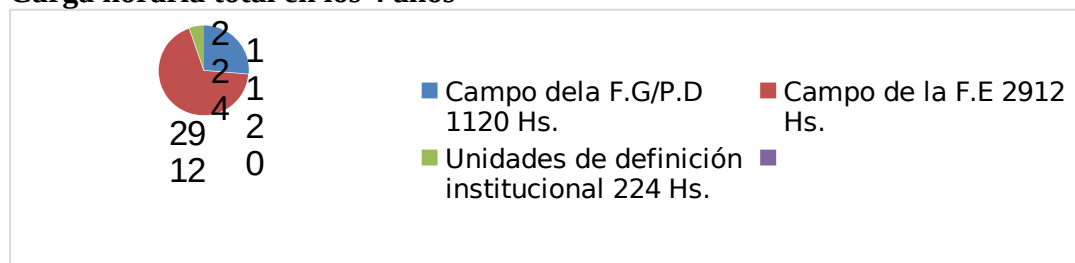 Carga horaria total en los 4 años
2
2
4
1
1
2
0
29
12
Campo dela F.G/P.D
1120 Hs.
Campo de la F.E 2912
Hs.
Unidades de definición
institucional 224 Hs.